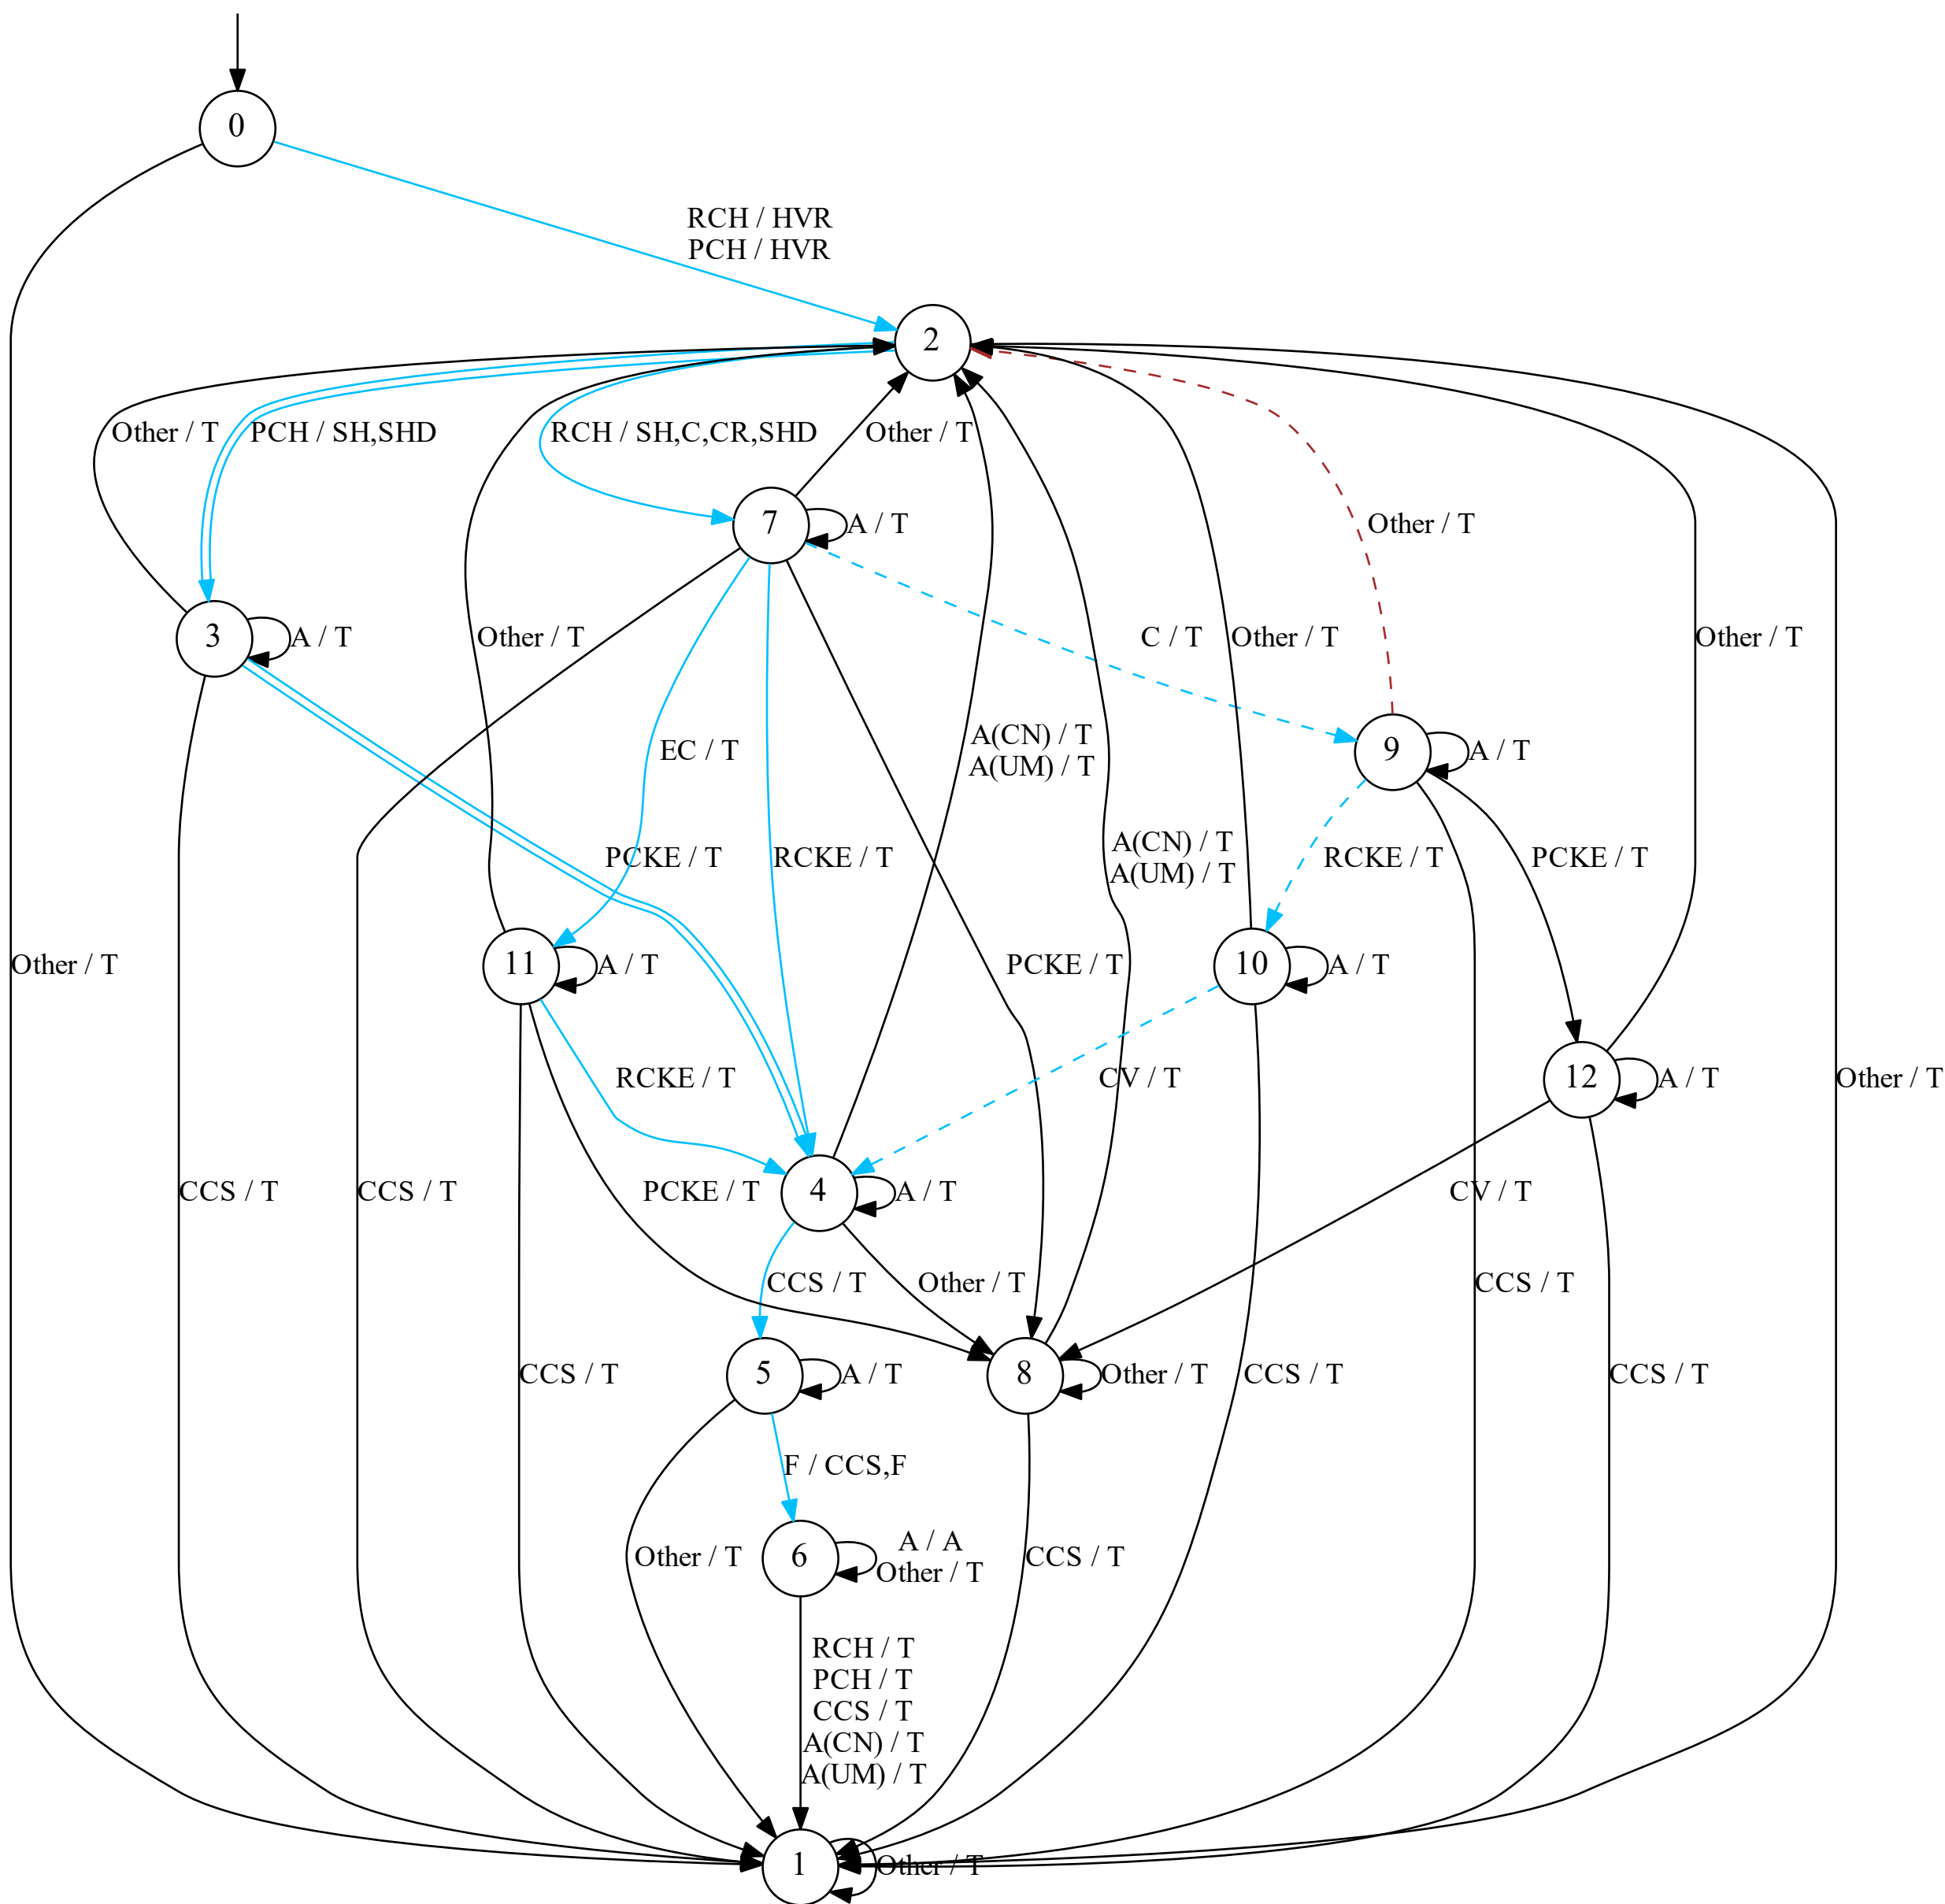 0
RCH / HVR
PCH / HVR
2
Other / T
PCH / SH,SHD
RCH / SH,C,CR,SHD
Other / T
7
A / T
Other / T
3
A / T
Other / T
C / T
Other / T
Other / T
EC / T
A(CN) / T
A(UM) / T
9
A / T
PCKE / T
RCKE / T
A(CN) / T
A(UM) / T
RCKE / T
PCKE / T
Other / T
11
A / T
PCKE / T
10
A / T
RCKE / T
CV / T
12
A / T
Other / T
CCS / T
CCS / T
PCKE / T
4
A / T
CV / T
CCS / T
Other / T
CCS / T
CCS / T
5
A / T
8
Other / T
CCS / T
CCS / T
F / CCS,F
Other / T
6
A / A
Other / T
CCS / T
RCH / T
PCH / T
CCS / T
A(CN) / T
A(UM) / T
1
Other / T